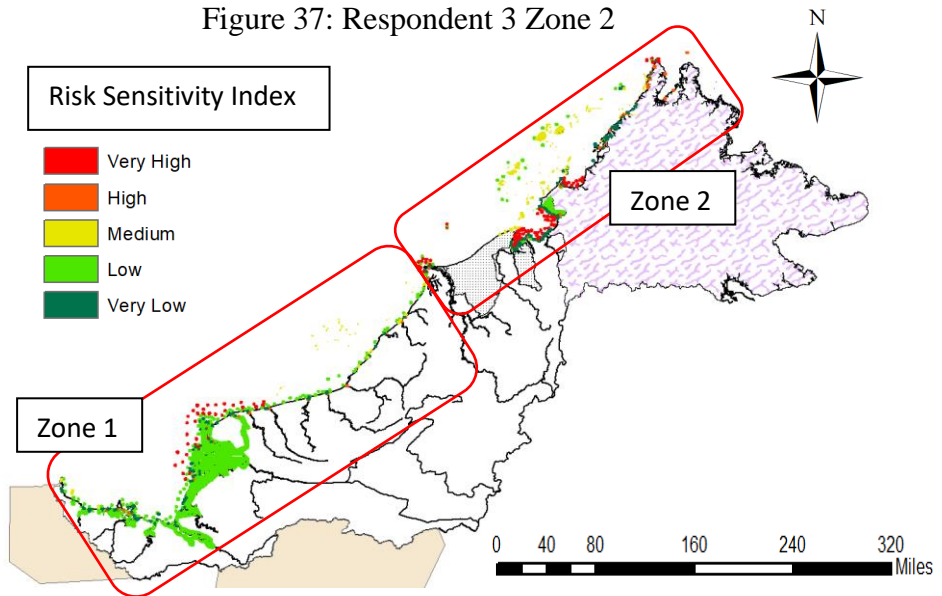 Figure 37: Respondent 3 Zone 2
N
Risk Sensitivity Index
Very High
High
Medium
Low
Very Low
Zone 2
Zone 1
0 40 80 160 240 320
Miles